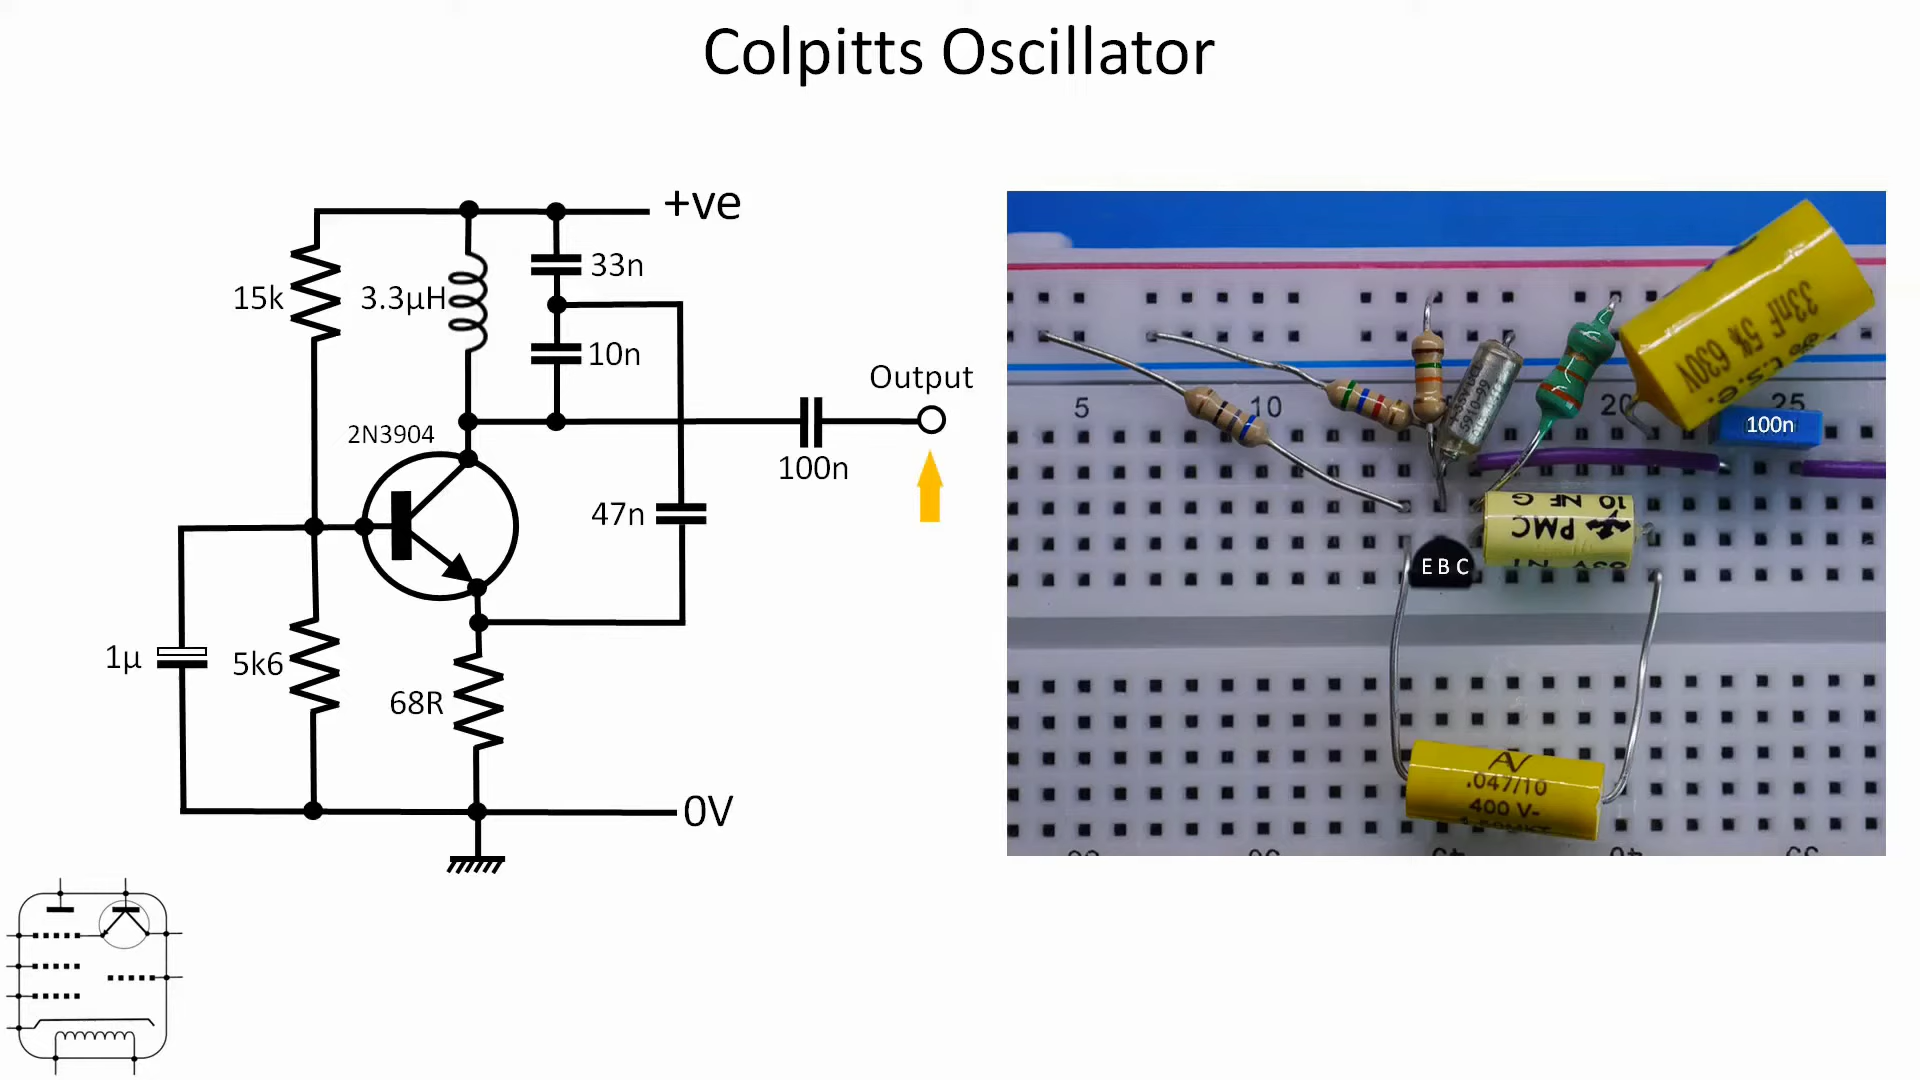 Colpitts Oscillator
+ve
33n
15k
3.3µH
10n
Output
2N3904
100n
47n
1µ
5k6
68R
0V
33nF 5% 630V
t.s.e.
5
10
20
25
100n
10 NF G
PMC
E B C
.047/10
400 V-